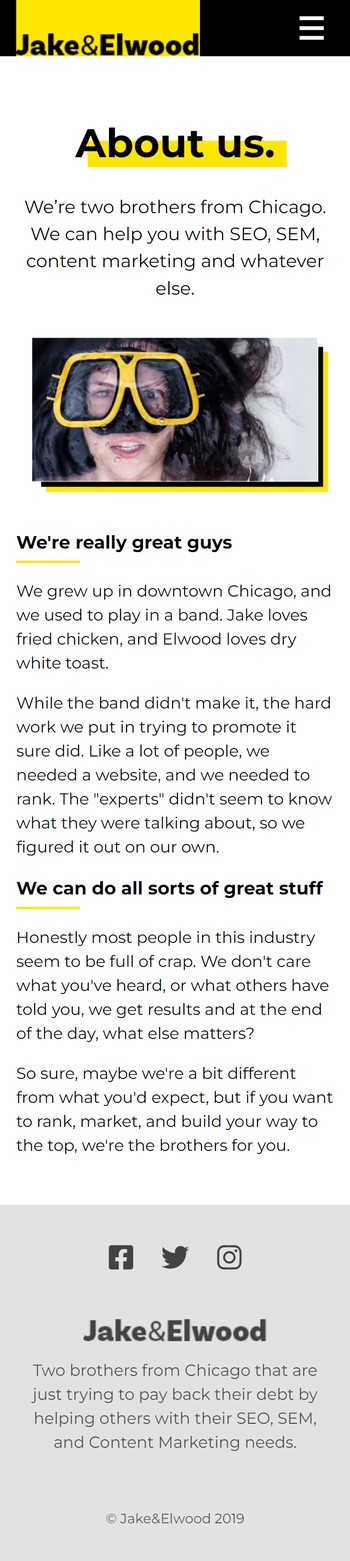 Jake&Elwood
About us.
We’re two brothers from Chicago.
We can help you with SEO, SEM,
content marketing and whatever
else.
We're really great guys
We grew up in downtown Chicago, and
we used to play in a band. Jake loves
fried chicken, and Elwood loves dry
white toast.
While the band didn't make it, the hard
work we put in trying to promote it
sure did. Like a lot of people, we
needed a website, and we needed to
rank. The "experts" didn't seem to know
what they were talking about, so we
figured it out on our own.
We can do all sorts of great stuff
Honestly most people in this industry
seem to be full of crap. We don't care
what you've heard, or what others have
told you, we get results and at the end
of the day, what else matters?
So sure, maybe we're a bit different
from what you'd expect, but if you want
to rank, market, and build your way to
the top, we're the brothers for you.
Jake&Elwood
Two brothers from Chicago that are
just trying to pay back their debt by
helping others with their SEO, SEM,
and Content Marketing needs.
© Jake&Elwood 2019